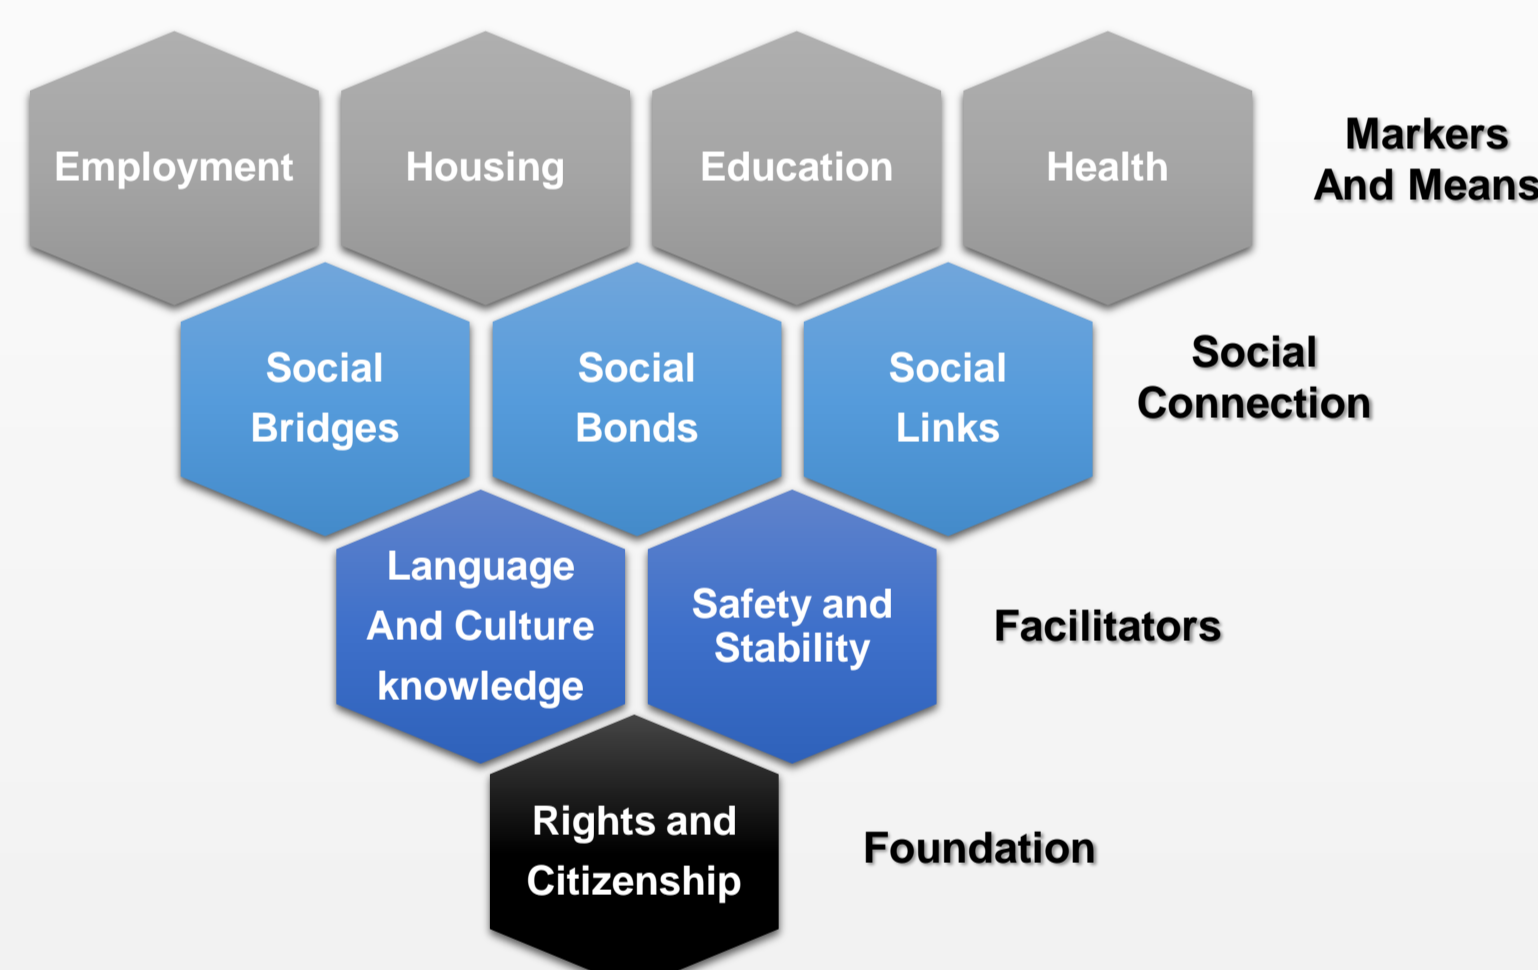 Employment
Housing
Education
Health
Markers
And Means
Social
Bridges
Social
Bonds
Social
Links
Social
Connection
Language
And Culture
knowledge
Safety and
Stability
Facilitators
Rights and
Citizenship
Foundation